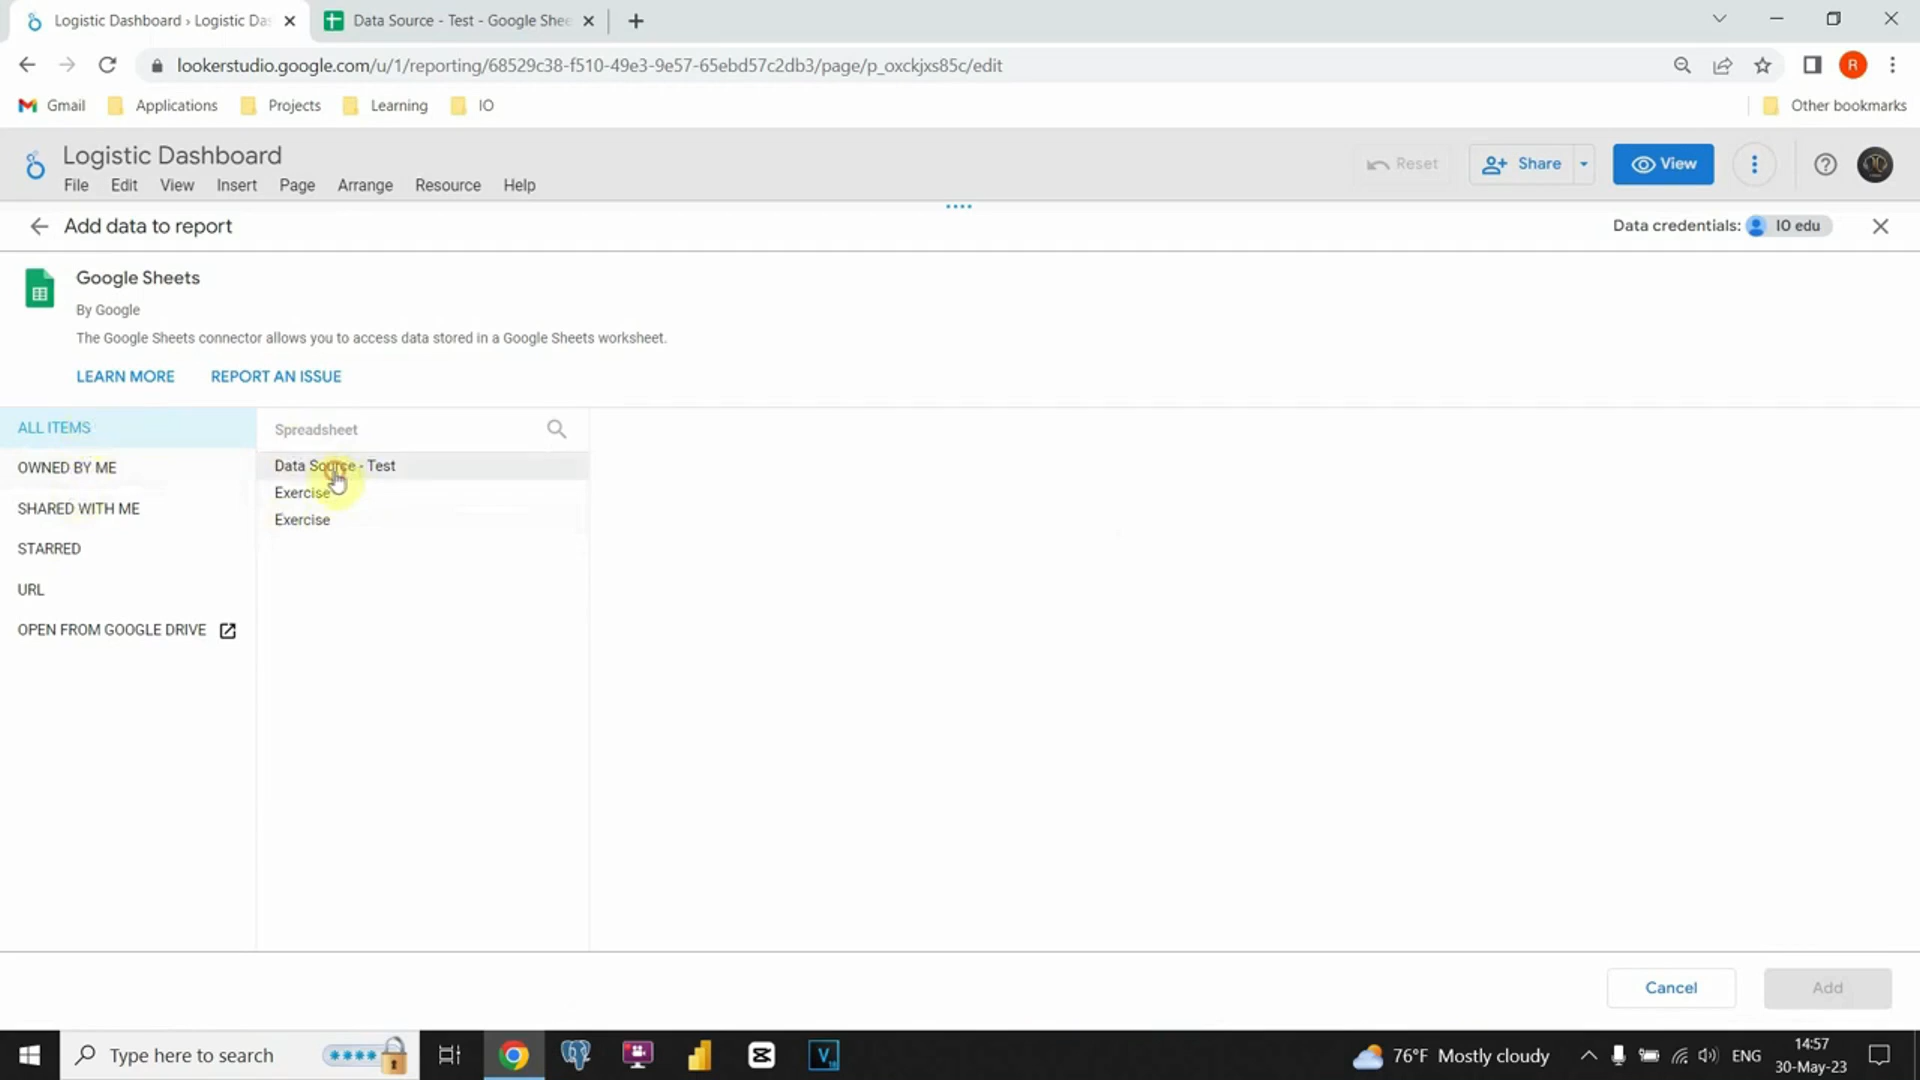 Logistic Dashboard › Logistic Das
Data Source - Test - Google Shee
lookerstudio.google.com/u/1/reporting/68529c38-f510-49e3-9e57-65ebd57c2db3/page/p_oxckjxs85c/edit
R
Gmail
Applications
Projects
Learning
IO
Other bookmarks
Logistic Dashboard
File
Edit
View
Insert
Page
Arrange
Resource
Help
Reset
Share
View
Add data to report
Data credentials:
IO edu
Google Sheets
By Google
The Google Sheets connector allows you to access data stored in a Google Sheets worksheet.
LEARN MORE
REPORT AN ISSUE
ALL ITEMS
OWNED BY ME
SHARED WITH ME
STARRED
URL
OPEN FROM GOOGLE DRIVE
Spreadsheet
Data Source - Test
Exercise
Exercise
Cancel
Add
Type here to search
76°F Mostly cloudy
ENG
14:57
30-May-23